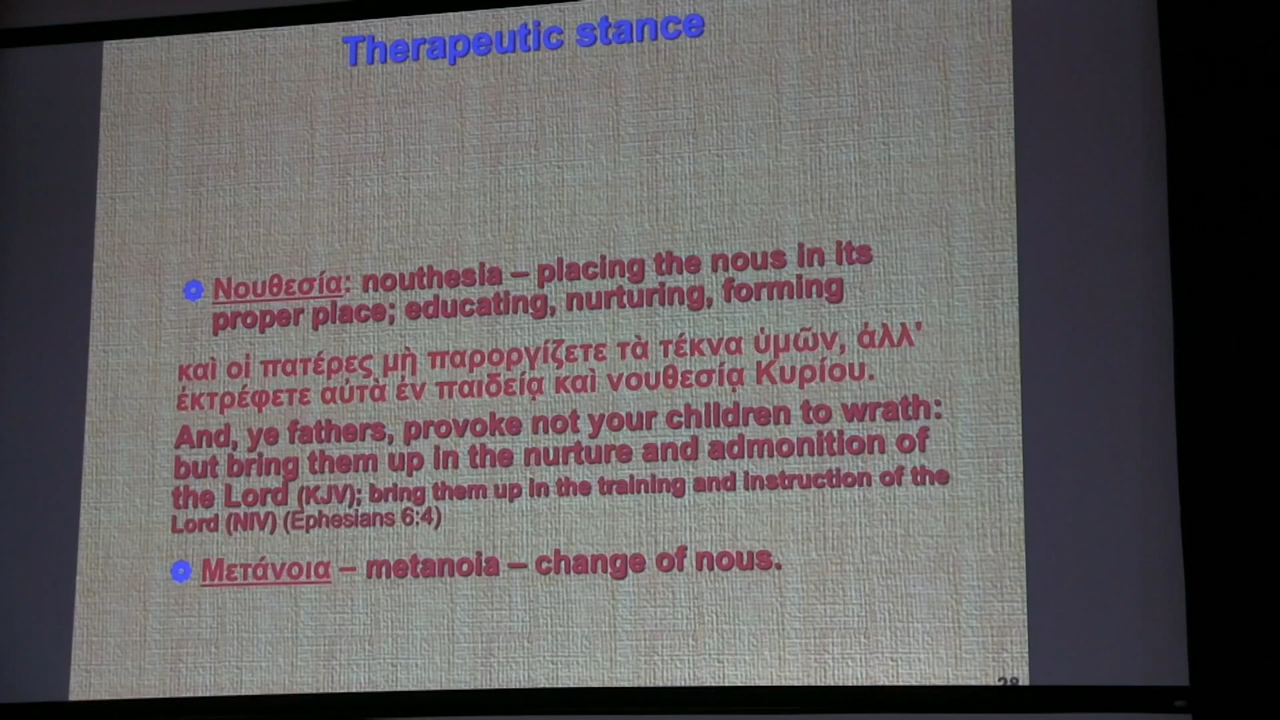 Therapeutic stance
Νουθεσία: nouthesia – placing the nous in its
proper place; educating, nurturing, forming
καὶ οἱ πατέρες μὴ παροργίζετε τὰ τέκνα ὑμῶν, ἀλλ'
ἐκτρέφετε αὐτὰ ἐν παιδείᾳ καὶ νουθεσίᾳ Κυρίου.
And, ye fathers, provoke not your children to wrath:
but bring them up in the nurture and admonition of
the Lord (KJV); bring them up in the training and instruction of the
Lord (NIV) (Ephesians 6:4)
Μετάνοια – metanoia – change of nous.
28